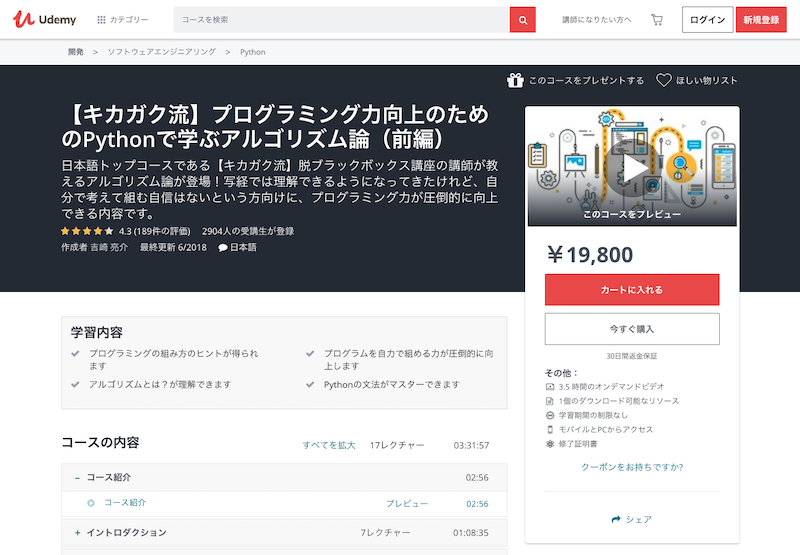 Udemy
カテゴリー
コースを検索
講師になりたい方へ
ログイン
新規登録
開発 > ソフトウェアエンジニアリング > Python
このコースをプレゼントする
ほしい物リスト
【キカガク流】プログラミング力向上のため
のPythonで学ぶアルゴリズム論（前編）
日本語トップコースである【キカガク流】脱ブラックボックス講座の講師が教
えるアルゴリズム論が登場！写経では理解できるようになってきたけれど、自
分で考えて組む自信はないという方向けに、プログラミング力が圧倒的に向上
できる内容です。
4.3 (189件の評価) 2904人の受講生が登録
作成者 吉崎 亮介 最終更新 6/2018 日本語
このコースをプレビュー
￥19,800
カートに入れる
今すぐ購入
30日間返金保証
その他：
3.5 時間のオンデマンドビデオ
1個のダウンロード可能なリソース
学習期間の制限なし
モバイルとPCからアクセス
修了証明書
クーポンをお持ちですか?
シェア
学習内容
プログラミングの組み方のヒントが得られ
ます
プログラムを自力で組める力が圧倒的に向
上します
アルゴリズムとは？が理解できます
Pythonの文法がマスターできます
コースの内容
すべてを拡大 17レクチャー 03:31:57
– コース紹介 02:56
コース紹介 プレビュー 02:56
+ イントロダクション 7レクチャー 01:08:35